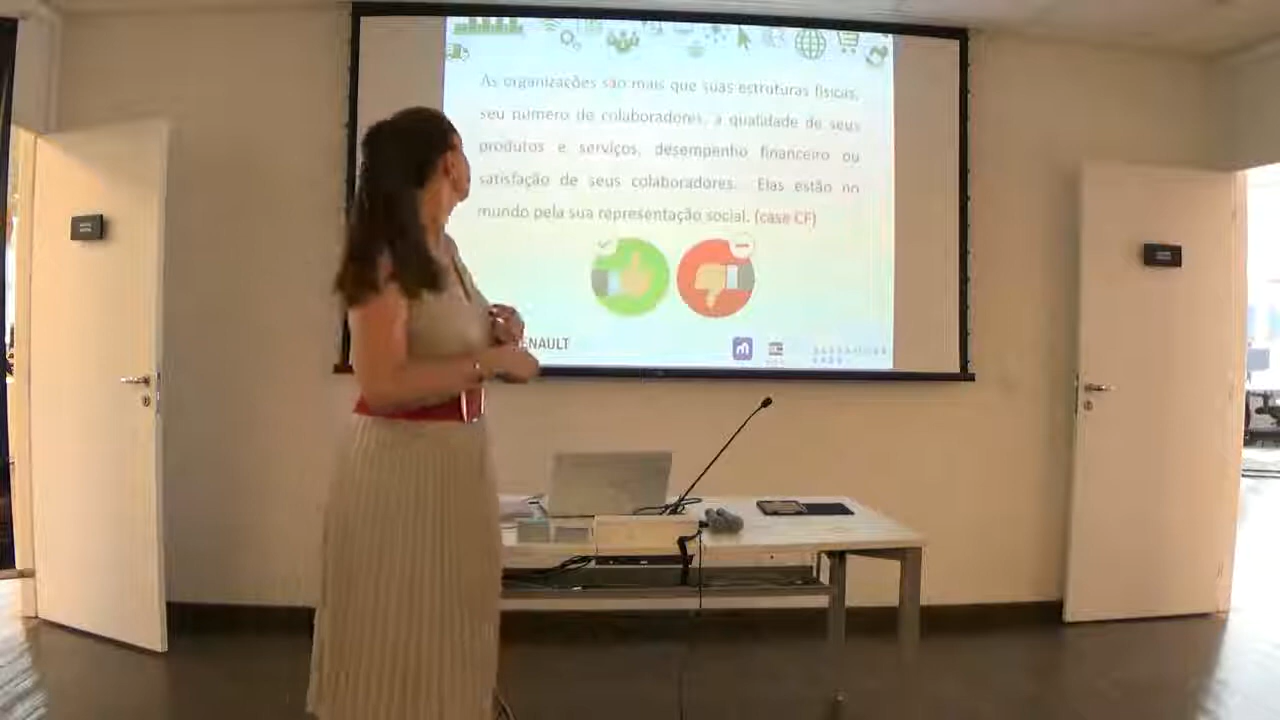 As organizações são mais que suas estruturas físicas,
seu número de colaboradores, a qualidade de seus
produtos e serviços, desempenho financeiro ou
satisfação de seus colaboradores. Elas estão no
mundo pela sua representação social. (case CF)
ENAULT